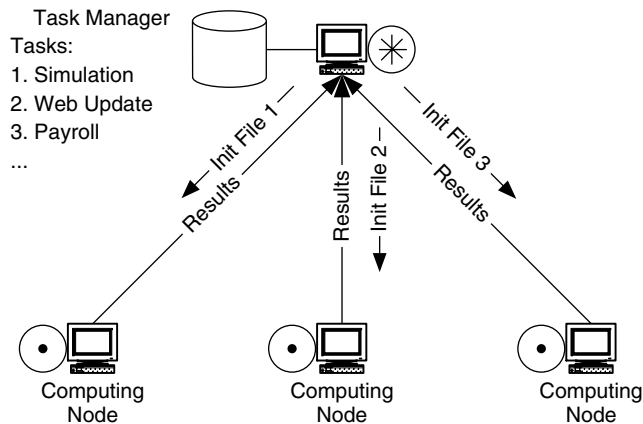 Task Manager
Tasks:
1. Simulation
2. Web Update
3. Payroll
...
Init File 1
Results
Results
Init File 2
Init File 3
Results
Computing
Node
Computing
Node
Computing
Node